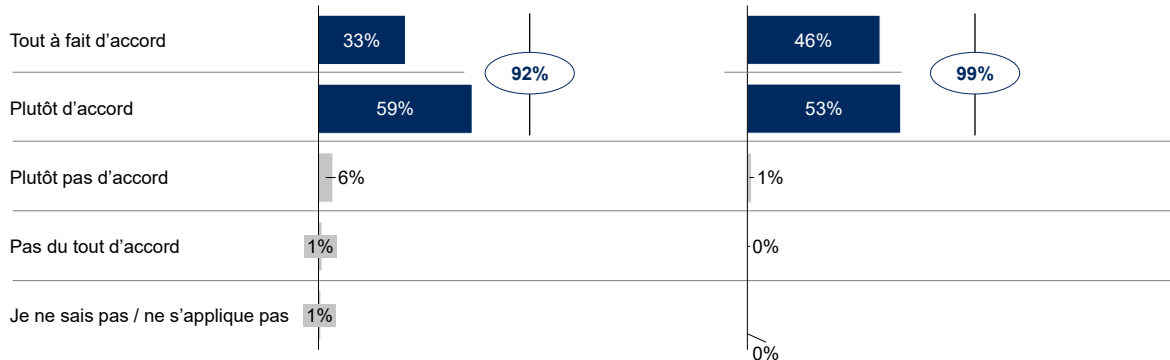 Tout à fait d’accord 33% 46%
92% 99%
Plutôt d’accord 59% 53%
Plutôt pas d’accord 6% 1%
Pas du tout d’accord 1% 0%
Je ne sais pas / ne s’applique pas 1%
0%